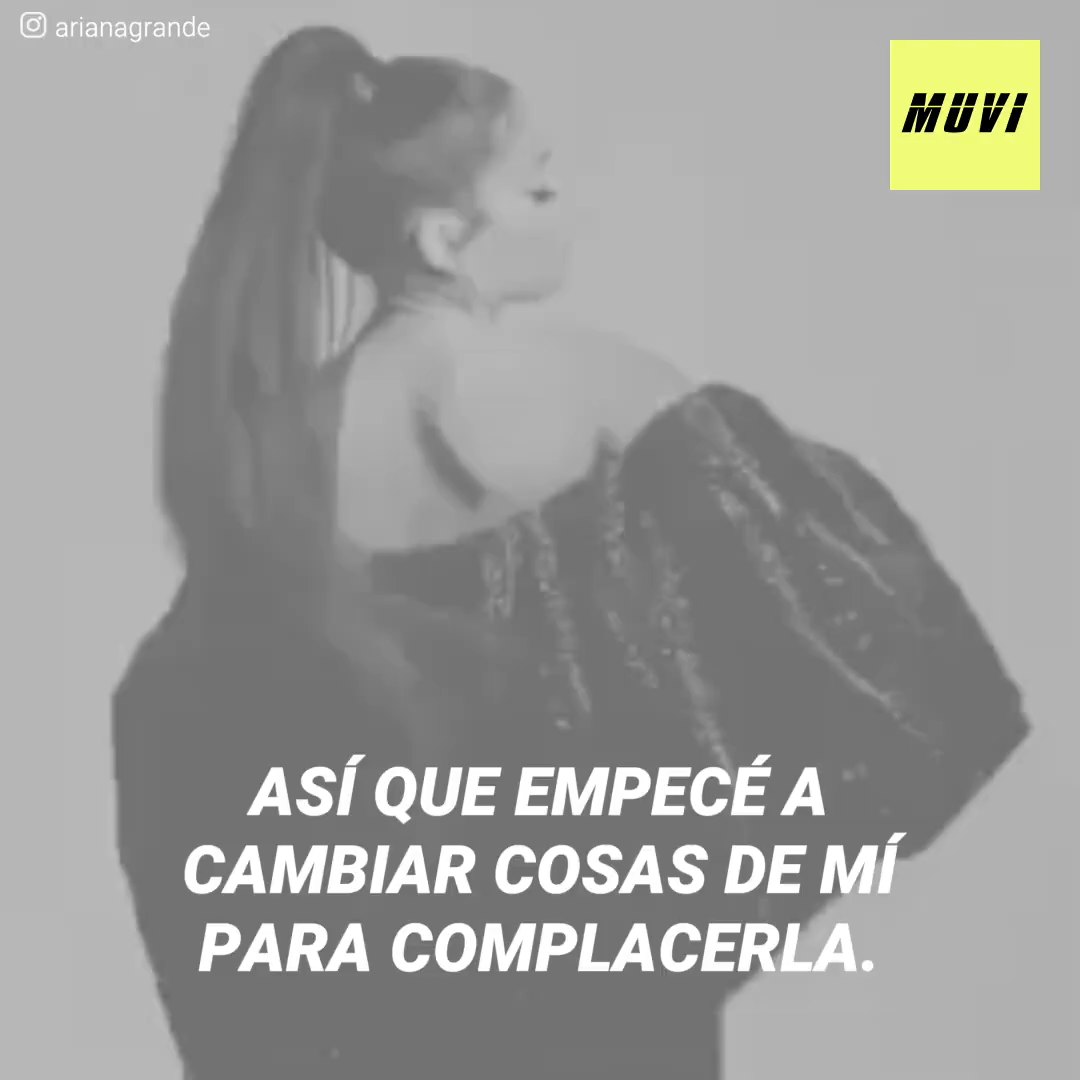 arianagrande
MUVI
ASÍ QUE EMPECÉ A
CAMBIAR COSAS DE MÍ
PARA COMPLACERLA.